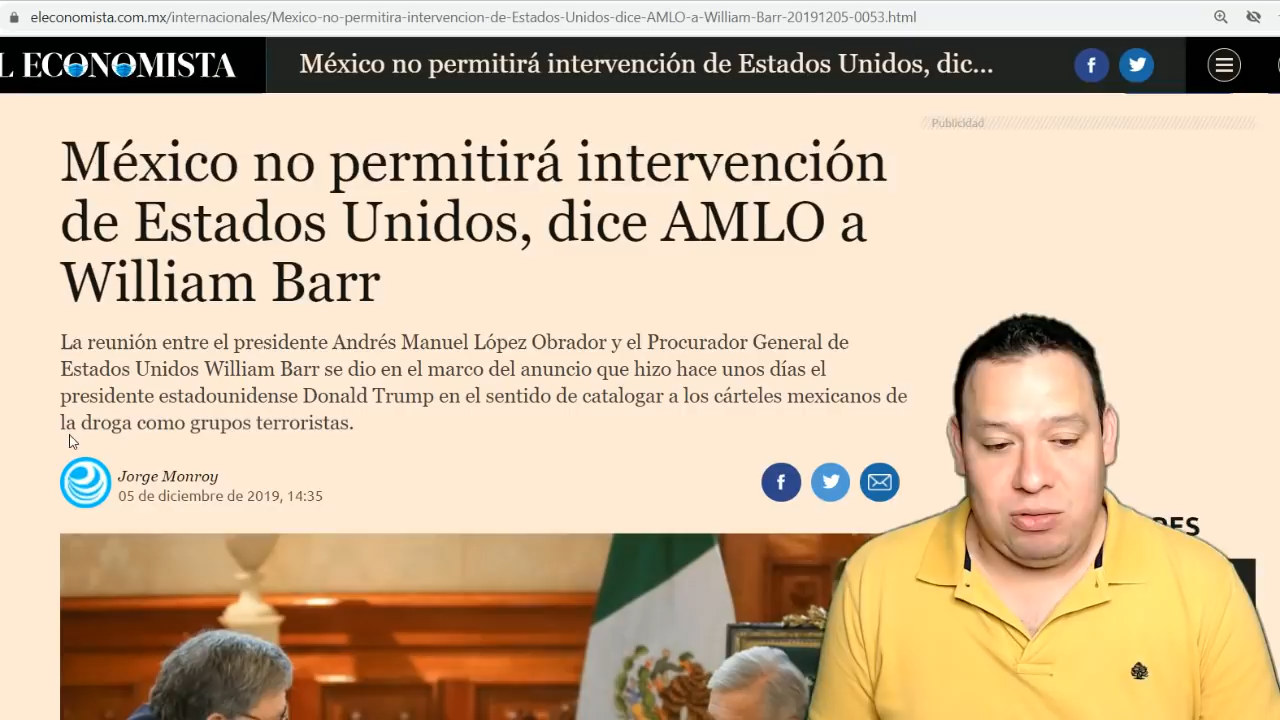 eleconomista.com.mx/internacionales/Mexico-no-permitira-intervencion-de-Estados-Unidos-dice-AMLO-a-William-Barr-20191205-0053.html
L ECONOMISTA
México no permitirá intervención de Estados Unidos, dic...
Publicidad
México no permitirá intervención
de Estados Unidos, dice AMLO a
William Barr
La reunión entre el presidente Andrés Manuel López Obrador y el Procurador General de
Estados Unidos William Barr se dio en el marco del anuncio que hizo hace unos días el
presidente estadounidense Donald Trump en el sentido de catalogar a los cárteles mexicanos de
la droga como grupos terroristas.
Jorge Monroy
05 de diciembre de 2019, 14:35